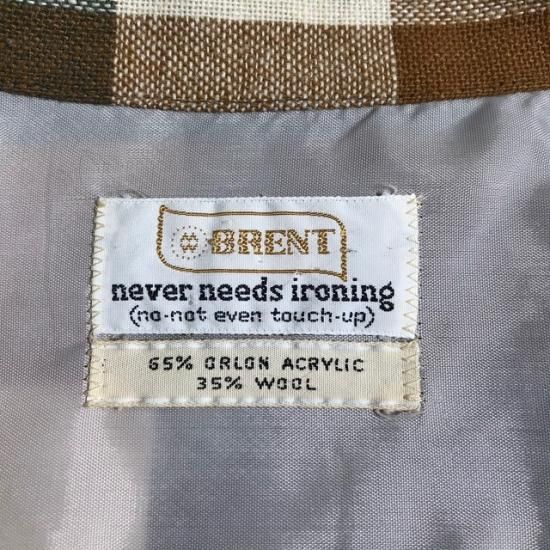 BRENT
never needs ironing
(no-not even touch-up)
65% ORLON ACRYLIC
35% WOOL